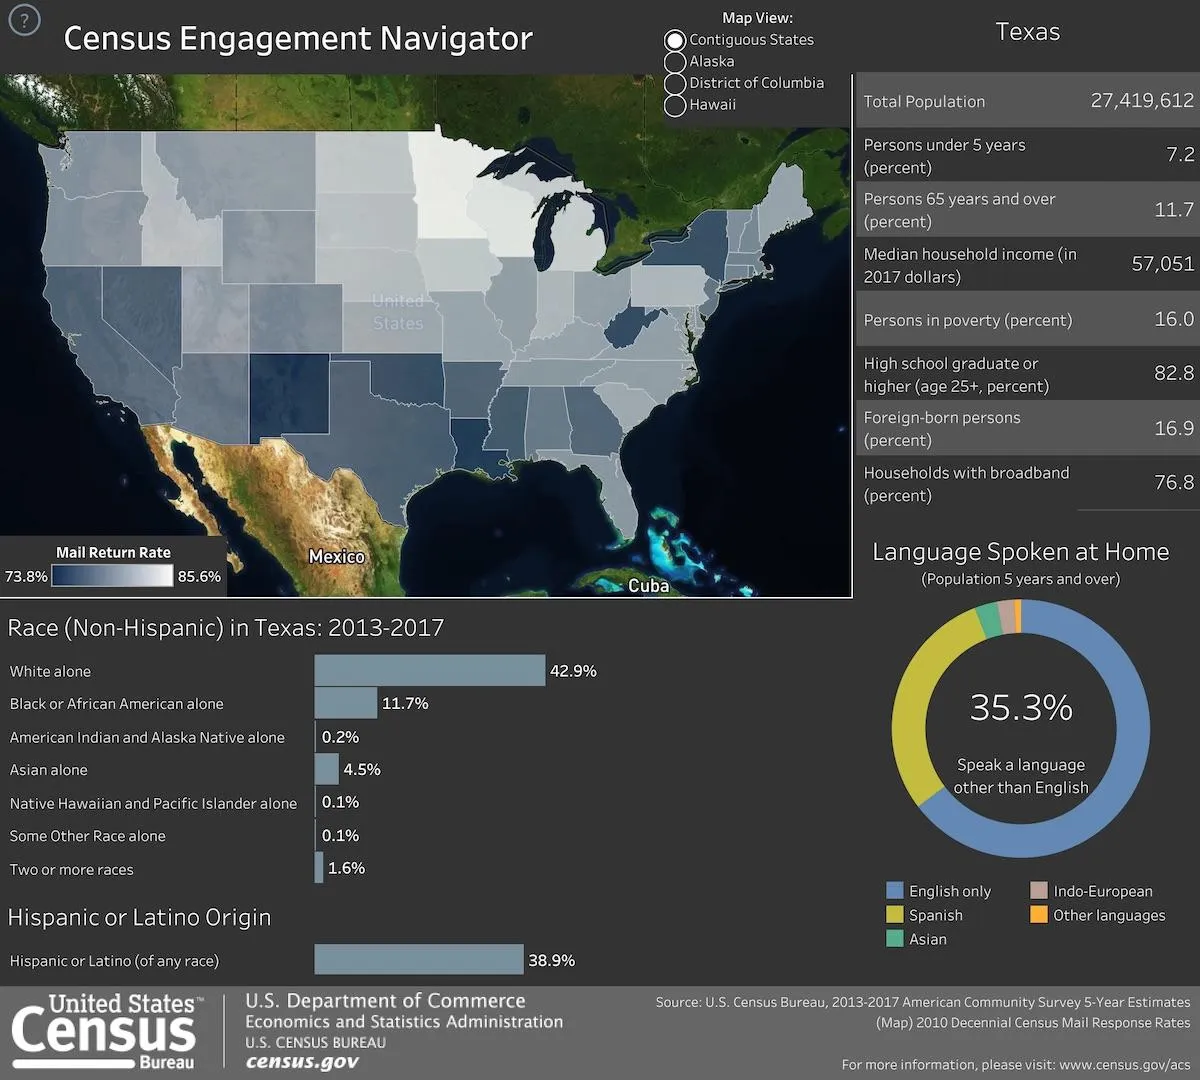 ?
Census Engagement Navigator
Map View:
Contiguous States
Alaska
District of Columbia
Hawaii
United
States
Mexico
Cuba
Mail Return Rate
73.8% 85.6%
Texas
Total Population 27,419,612
Persons under 5 years
(percent) 7.2
Persons 65 years and over
(percent) 11.7
Median household income (in
2017 dollars) 57,051
Persons in poverty (percent) 16.0
High school graduate or
higher (age 25+, percent) 82.8
Foreign-born persons
(percent) 16.9
Households with broadband
(percent) 76.8
Language Spoken at Home
(Population 5 years and over)
35.3%
Speak a language
other than English
English only
Spanish
Asian
Indo-European
Other languages
Race (Non-Hispanic) in Texas: 2013-2017
White alone 42.9%
Black or African American alone 11.7%
American Indian and Alaska Native alone 0.2%
Asian alone 4.5%
Native Hawaiian and Pacific Islander alone 0.1%
Some Other Race alone 0.1%
Two or more races 1.6%
Hispanic or Latino Origin
Hispanic or Latino (of any race) 38.9%
United States™
Census
Bureau
U.S. Department of Commerce
Economics and Statistics Administration
U.S. CENSUS BUREAU
census.gov
Source: U.S. Census Bureau, 2013-2017 American Community Survey 5-Year Estimates
(Map) 2010 Decennial Census Mail Response Rates
For more information, please visit: www.census.gov/acs